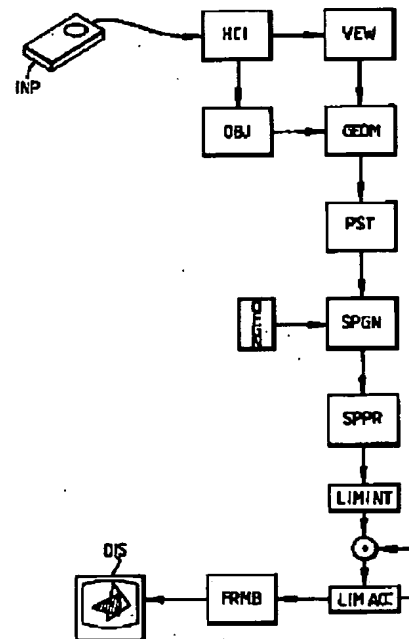 INP
HCI
VEW
OBJ
GEOM
PST
SPGN
SPPR
LIMINT
DIS
FRMB
LIMACC